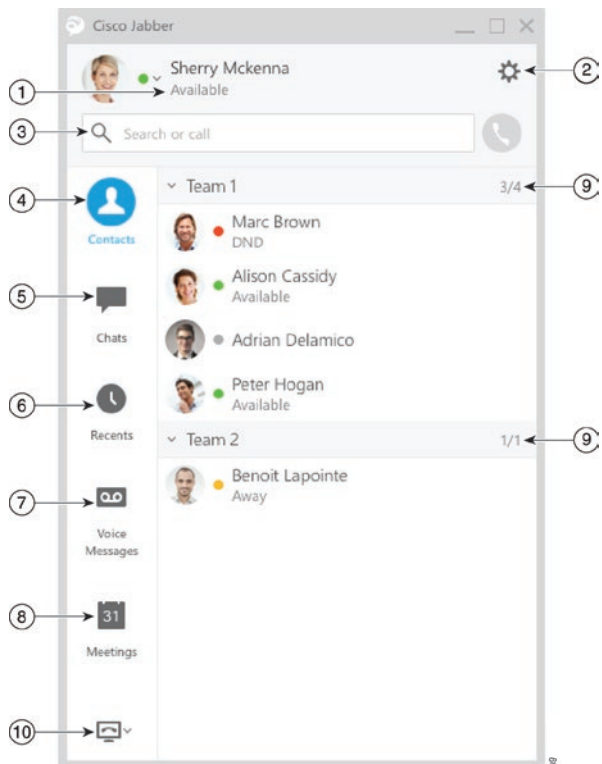 Cisco Jabber
Sherry Mckenna
2
1
Available
3
Search or call
4
Team 1
3/4
9
Contacts
Marc Brown
DND
5
Alison Cassidy
Available
Chats
Adrian Delamico
6
Peter Hogan
Available
Recents
Team 2
1/1
9
7
Benoit Lapointe
Away
Voice
Messages
8
31
Meetings
10